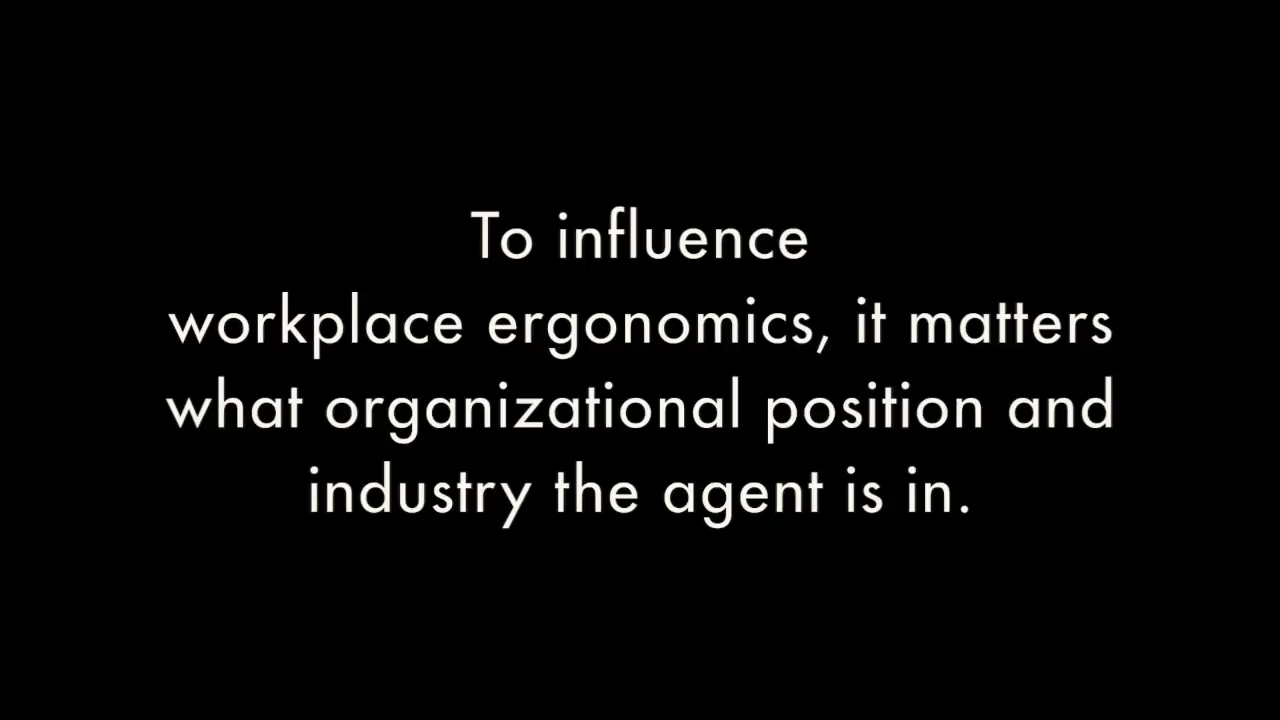 To influence
workplace ergonomics, it matters
what organizational position and
industry the agent is in.